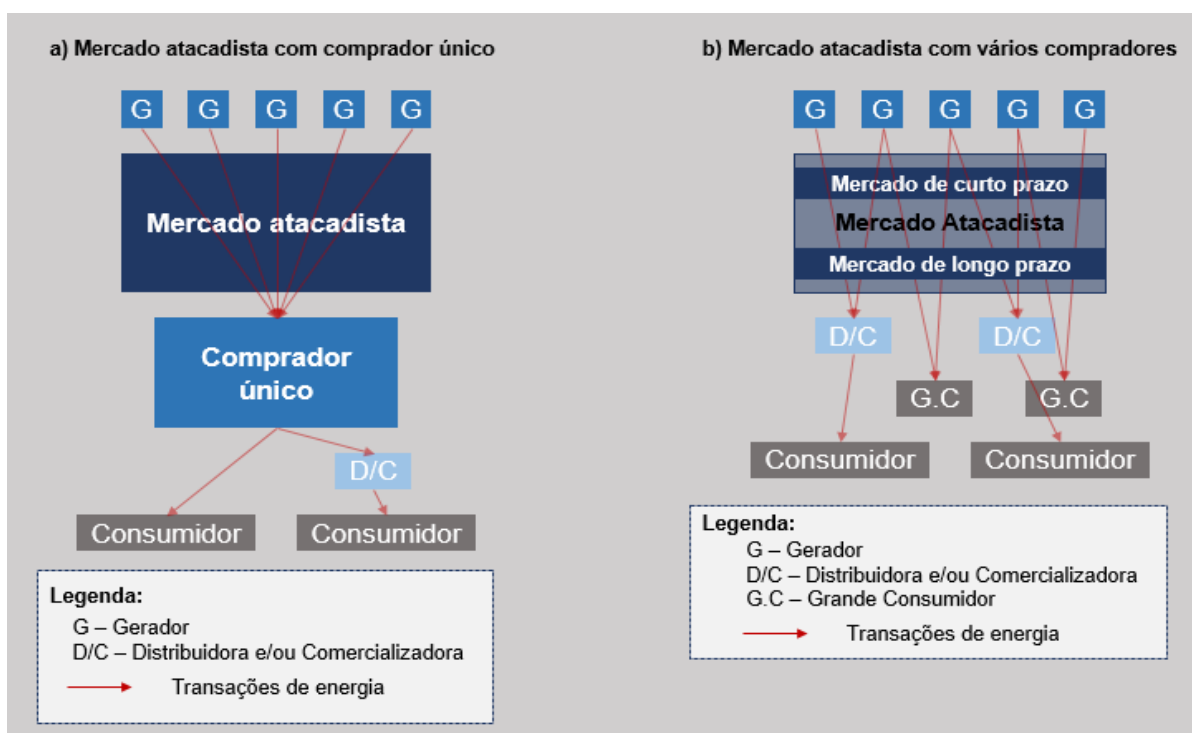 a) Mercado atacadista com comprador único
G G G G G
Mercado atacadista
Comprador
único
D/C
Consumidor Consumidor
Legenda:
G – Gerador
D/C – Distribuidora e/ou Comercializadora
Transações de energia
b) Mercado atacadista com vários compradores
G G G G G
Mercado de curto prazo
Mercado Atacadista
Mercado de longo prazo
D/C D/C
G.C G.C
Consumidor Consumidor
Legenda:
G – Gerador
D/C – Distribuidora e/ou Comercializadora
G.C – Grande Consumidor
Transações de energia